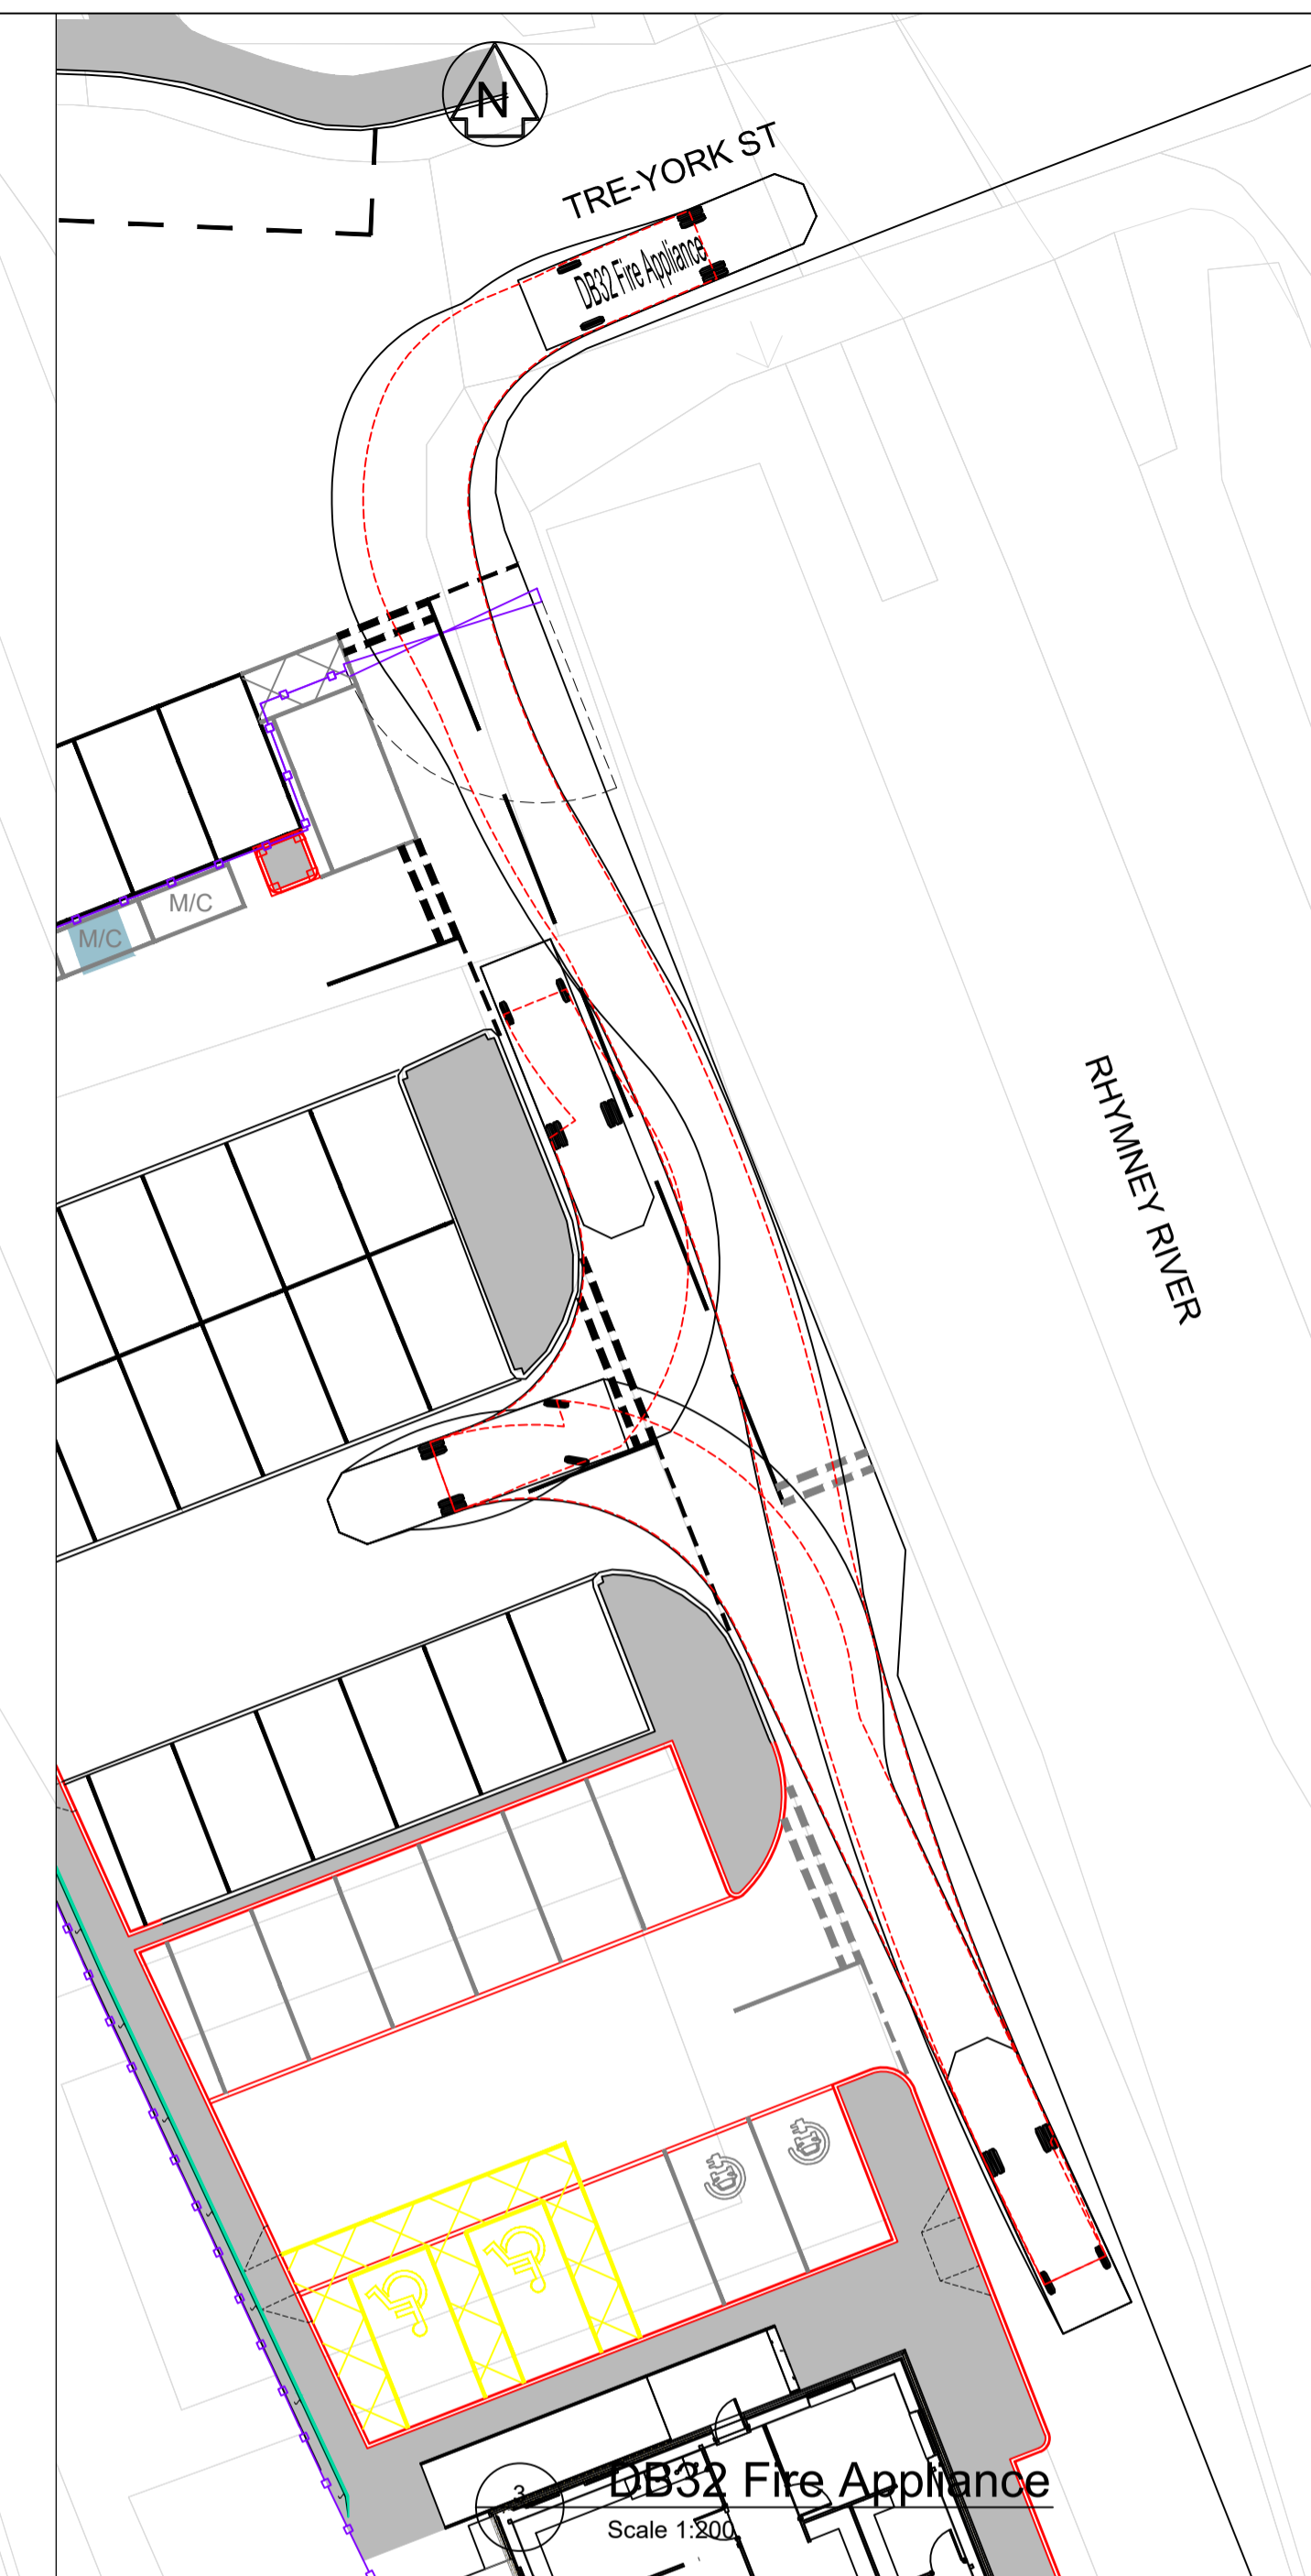 N
TRE-YORK ST
DB32 Fire Appliance
M/C
M/C
RHYMNEY RIVER
3
DB32 Fire Appliance
Scale 1:200